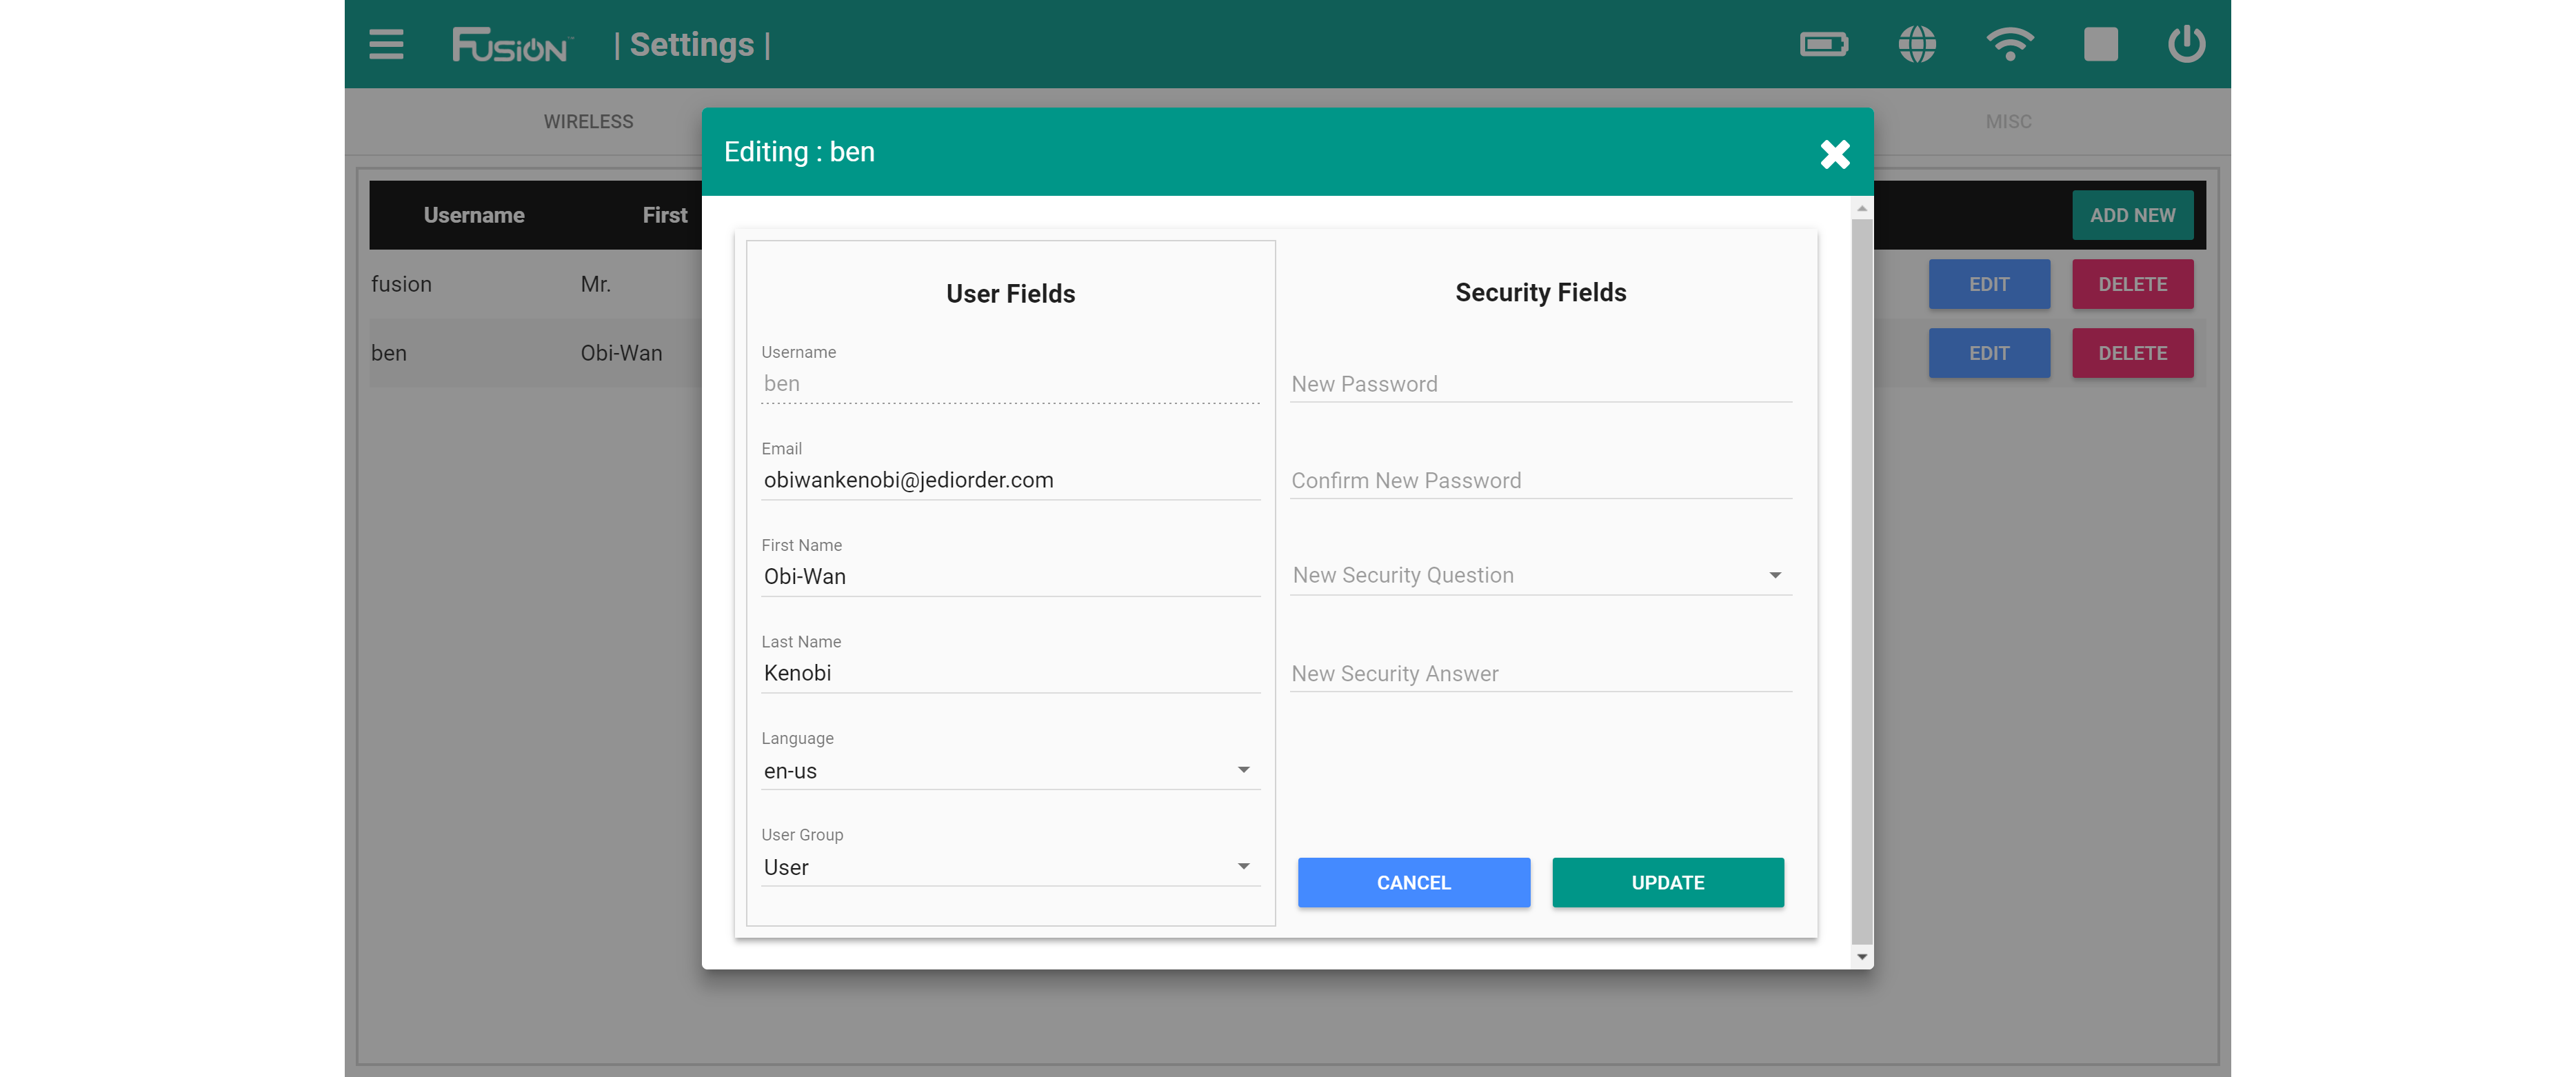 FUSiON™ | Settings |
WIRELESS MISC
Username First ADD NEW
fusion Mr. EDIT DELETE
ben Obi-Wan EDIT DELETE
Editing : ben
User Fields
Username
ben
Email
obiwankenobi@jediorder.com
First Name
Obi-Wan
Last Name
Kenobi
Language
en-us
User Group
User
Security Fields
New Password
Confirm New Password
New Security Question
New Security Answer
CANCEL UPDATE